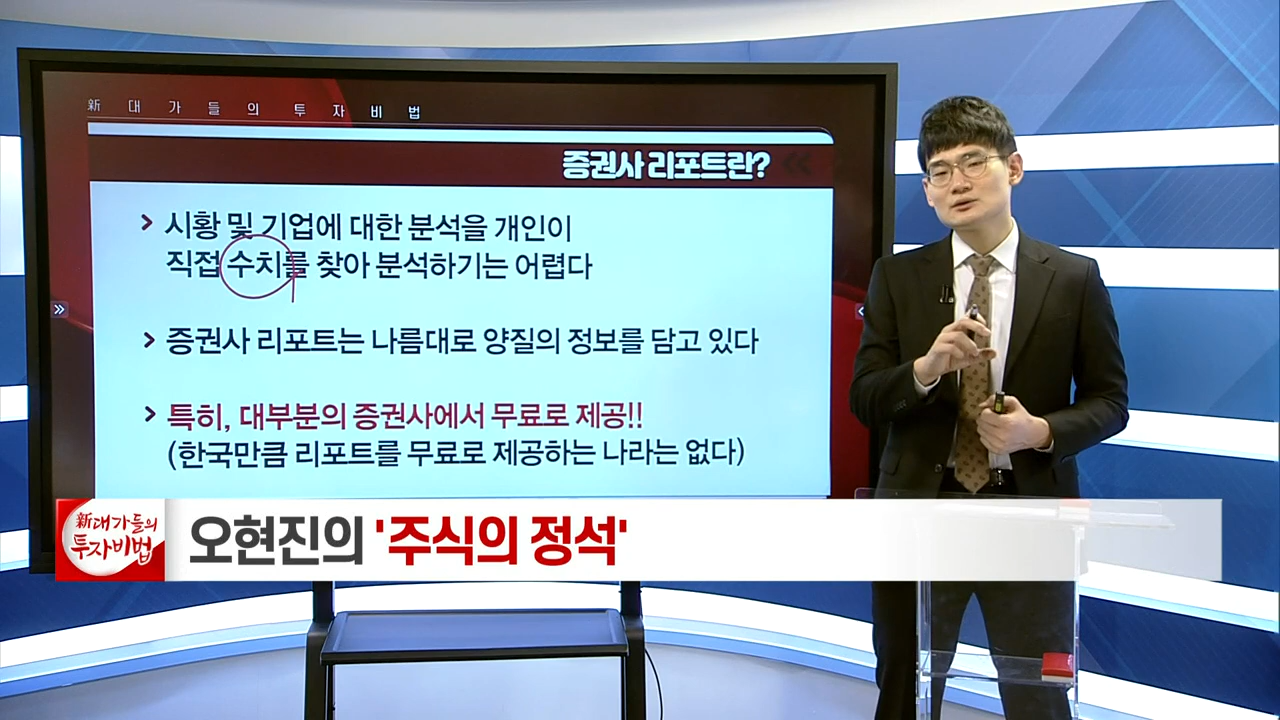 新대가들의 투자비법
증권사 리포트란?
시황 및 기업에 대한 분석을 개인이
직접 수치를 찾아 분석하기는 어렵다
증권사 리포트는 나름대로 양질의 정보를 담고 있다
특히, 대부분의 증권사에서 무료로 제공!!
(한국만큼 리포트를 무료로 제공하는 나라는 없다)
新대가들의
투자비법
오현진의 '주식의 정석'